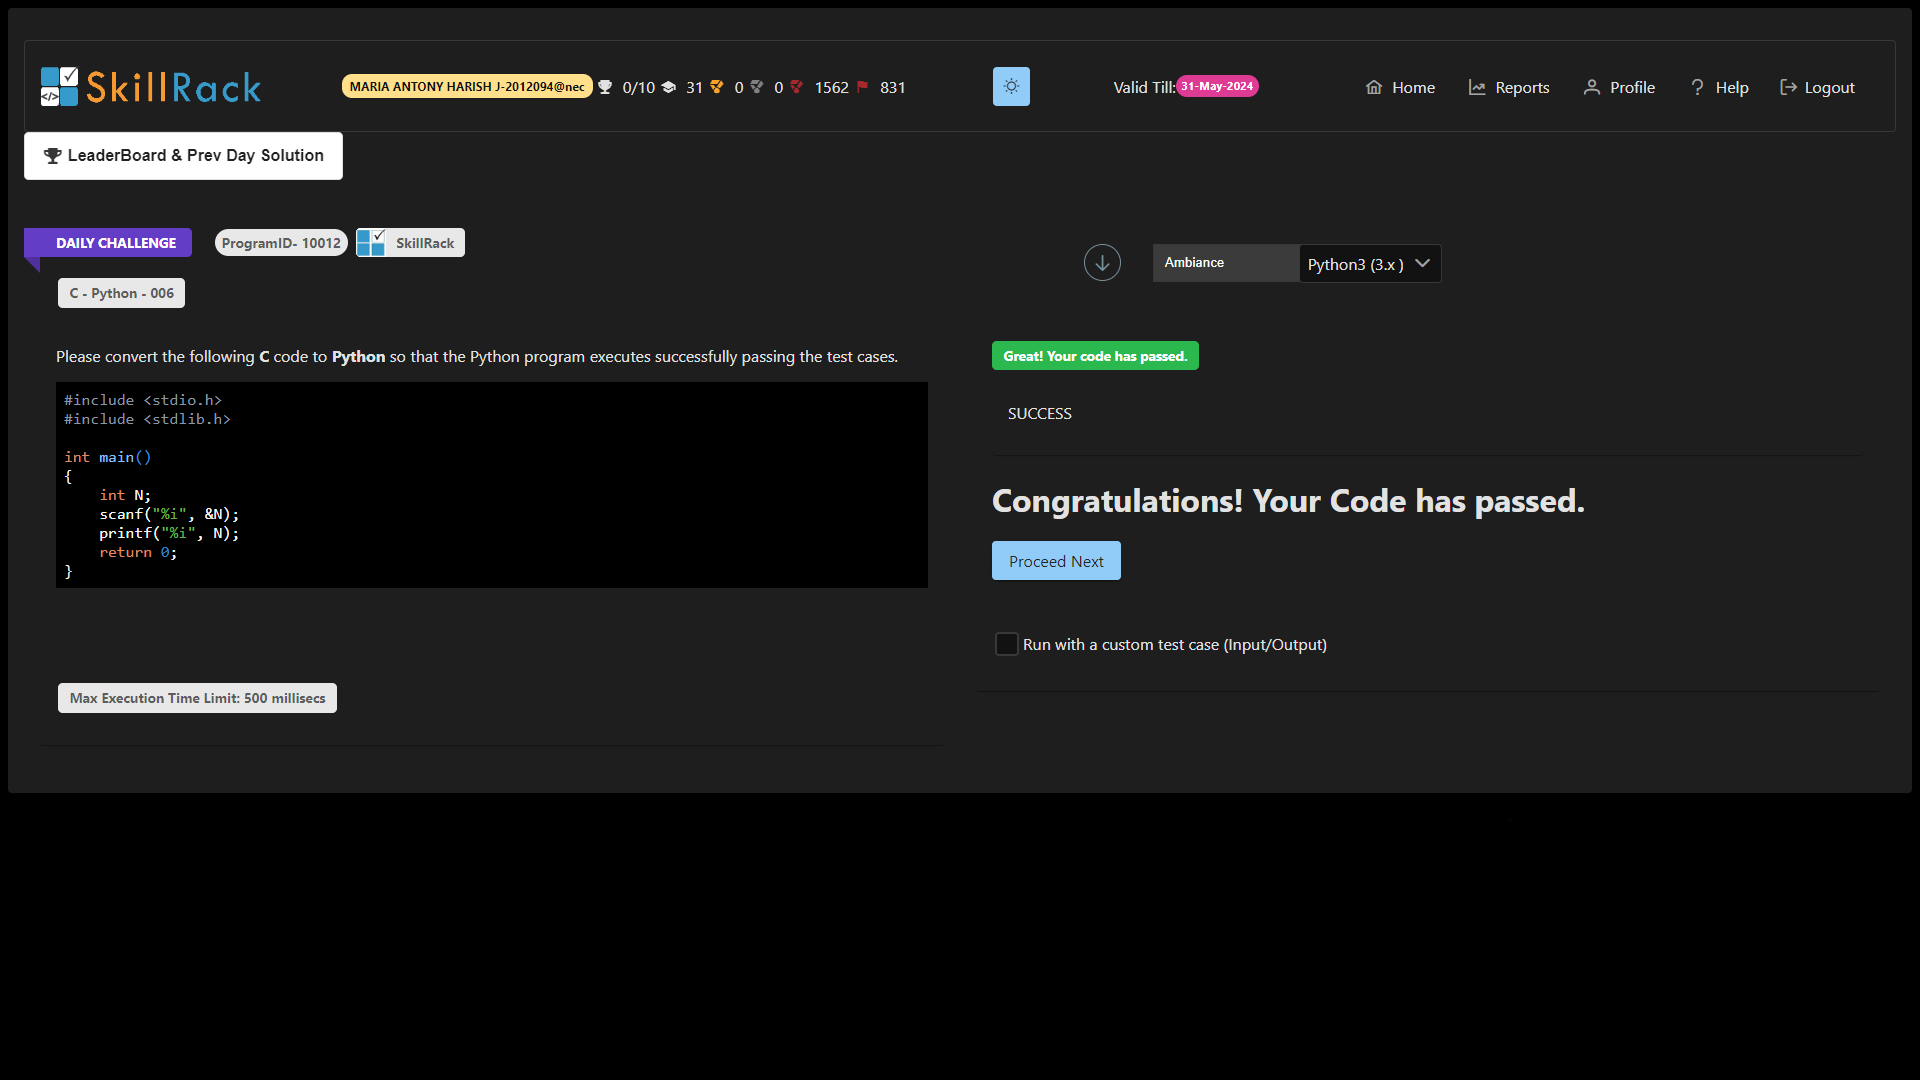 SkillRack
MARIA ANTONY HARISH J-2012094@nec 0/10 31 0 0 1562 831
Valid Till: 31-May-2024
Home Reports Profile Help Logout
LeaderBoard & Prev Day Solution
DAILY CHALLENGE ProgramID- 10012 SkillRack
C - Python - 006
Please convert the following C code to Python so that the Python program executes successfully passing the test cases.
#include <stdio.h>
#include <stdlib.h>
int main()
{
    int N;
    scanf("%i", &N);
    printf("%i", N);
    return 0;
}
Max Execution Time Limit: 500 millisecs
Ambiance Python3 (3.x )
Great! Your code has passed.
SUCCESS
Congratulations! Your Code has passed.
Proceed Next
Run with a custom test case (Input/Output)